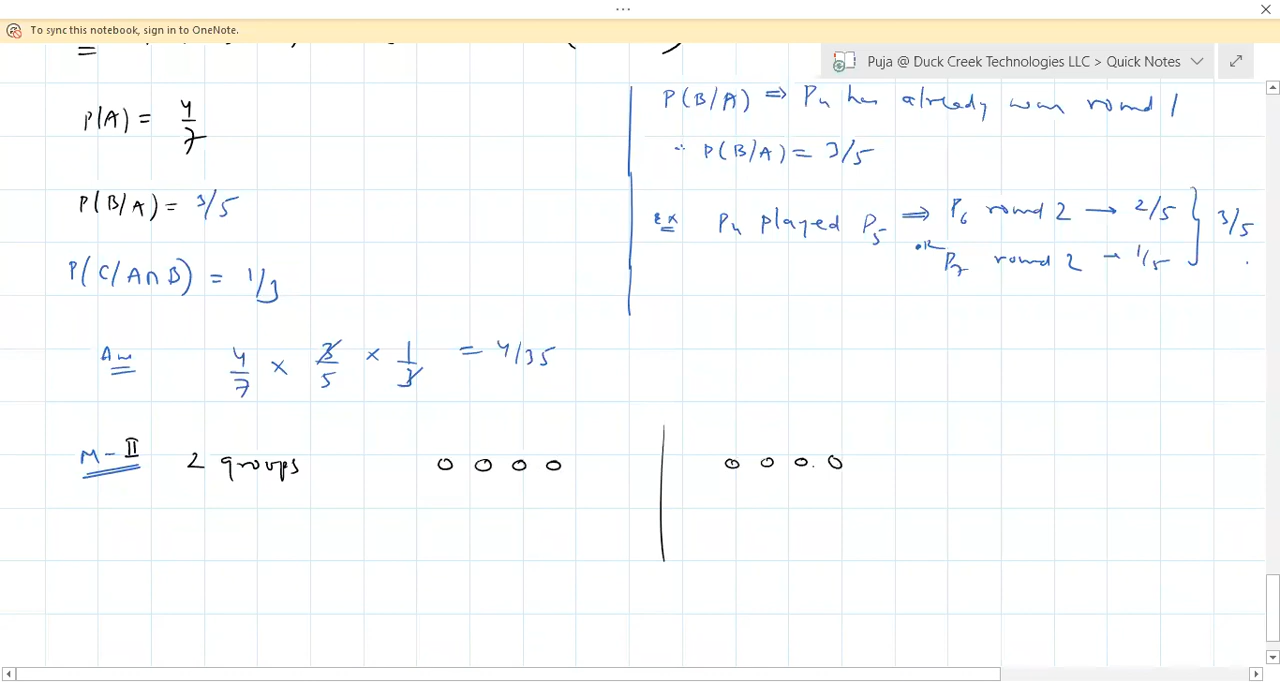 To sync this notebook, sign in to OneNote.
Puja @ Duck Creek Technologies LLC > Quick Notes
P(A) = 4/7
P(B/A) = 3/5
P(C/A∩B) = 1/3
Ans 4/7 × 3/5 × 1/3 = 4/35
P(B/A) ⇒ P4 has already won round 1
∴ P(B/A) = 3/5
Ex P4 played P5 ⇒ P6 round 2 → 2/5 } 3/5
or P7 round 2 → 1/5
M-II 2 groups o o o o | o o o. o